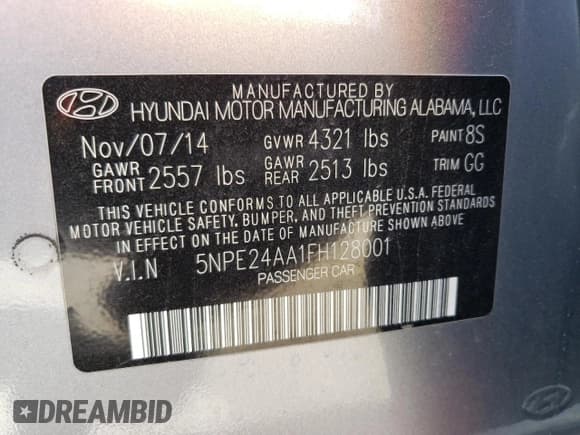 MANUFACTURED BY
HYUNDAI MOTOR MANUFACTURING ALABAMA, LLC
Nov/07/14 GVWR 4321 lbs PAINT 8S
GAWR FRONT 2557 lbs GAWR REAR 2513 lbs TRIM GG
THIS VEHICLE CONFORMS TO ALL APPLICABLE U.S.A. FEDERAL
MOTOR VEHICLE SAFETY, BUMPER, AND THEFT PREVENTION STANDARDS
IN EFFECT ON THE DATE OF MANUFACTURE SHOWN ABOVE.
V.I.N 5NPE24AA1FH128001
PASSENGER CAR
DREAMBID